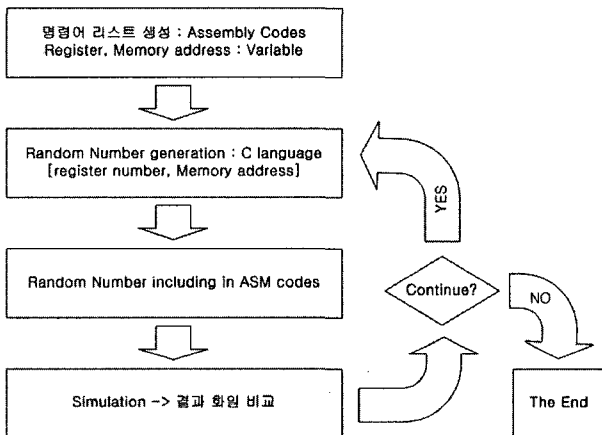 명령어 리스트 생성 : Assembly Codes
Register, Memory address : Variable
Random Number generation : C language
[register number, Memory address]
Random Number including in ASM codes
Simulation -> 결과 화원 비교
YES
Continue?
NO
The End